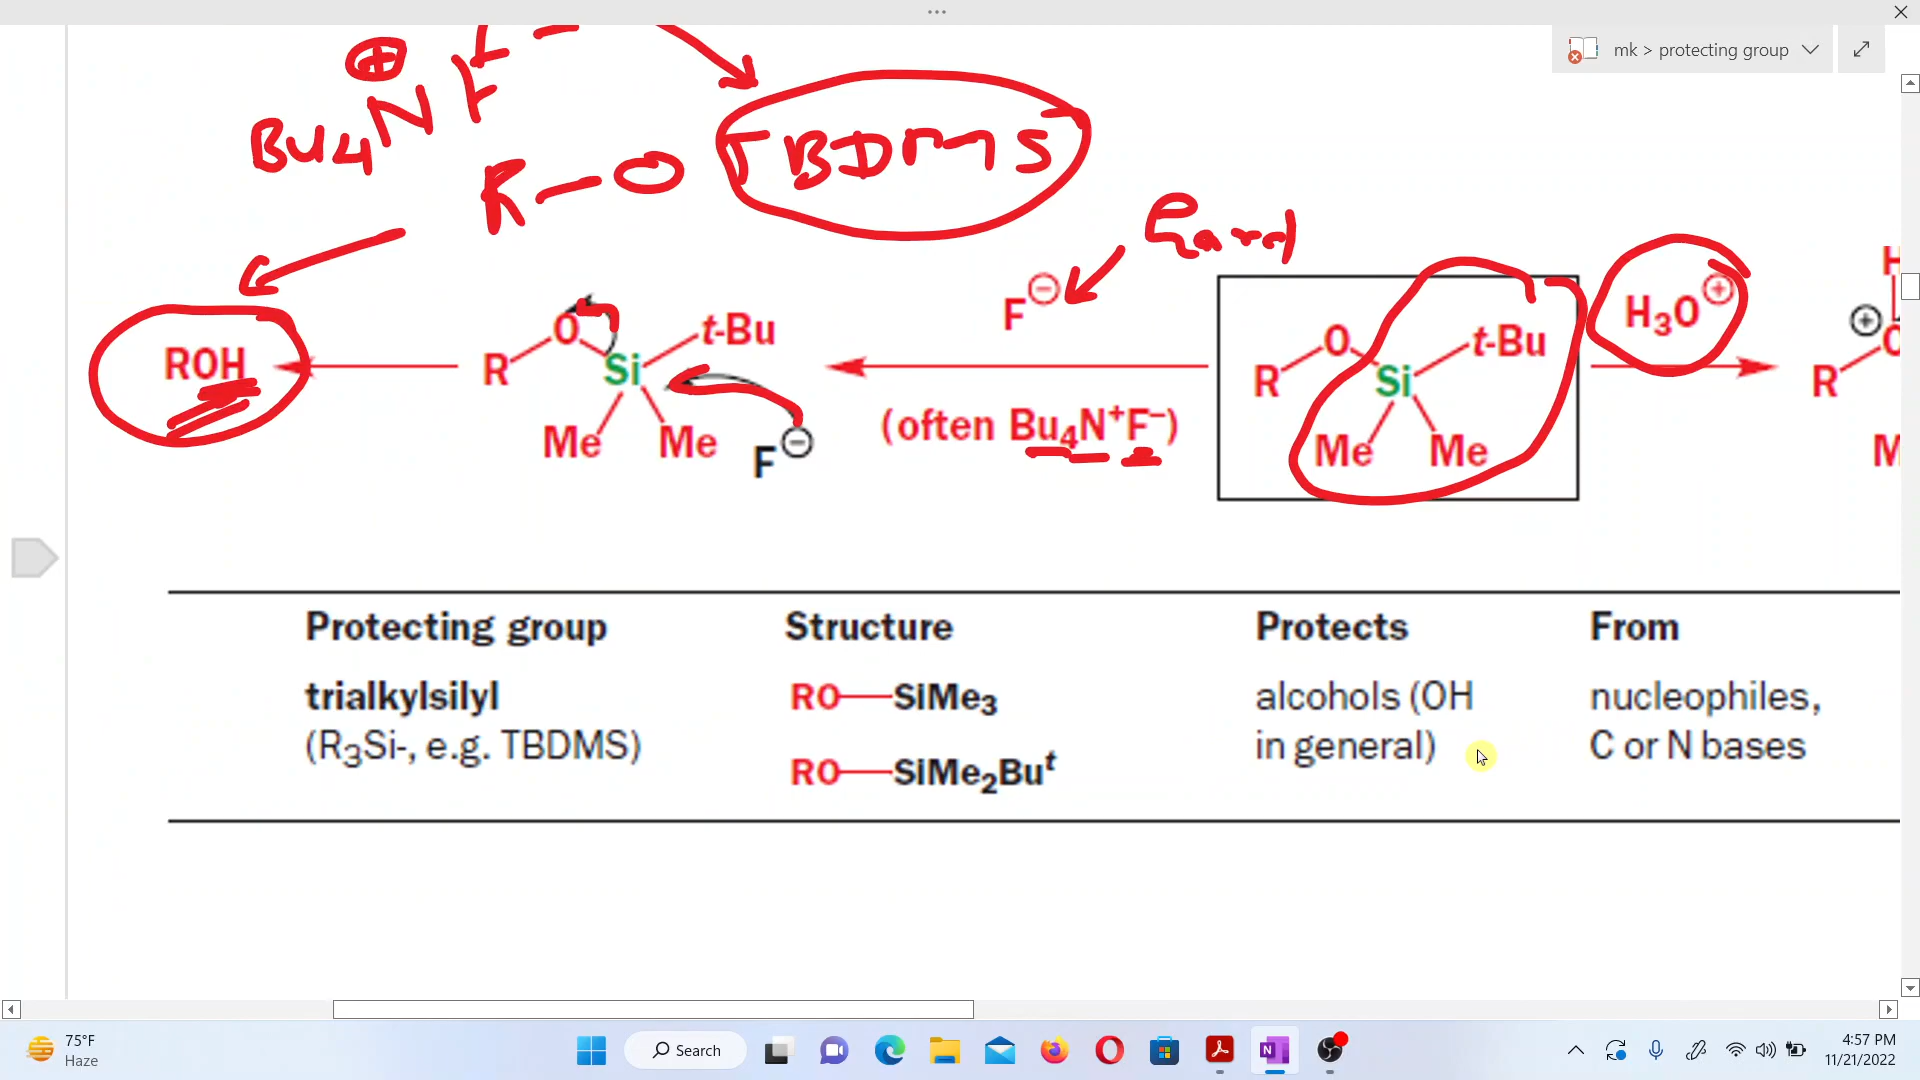 mk > protecting group
⊕
Bu4N F
R—O TBDMS
H3O⊕
F⊖
ROH
R O Si t-Bu
Me Me
F⊖
(often Bu4N+F–)
R O Si t-Bu
Me Me
⊕
H
O
R
M
Protecting group Structure Protects From
trialkylsilyl RO—SiMe3 alcohols (OH nucleophiles,
(R3Si-, e.g. TBDMS) in general) C or N bases
RO—SiMe2But
75°F
Haze
Search
4:57 PM
11/21/2022